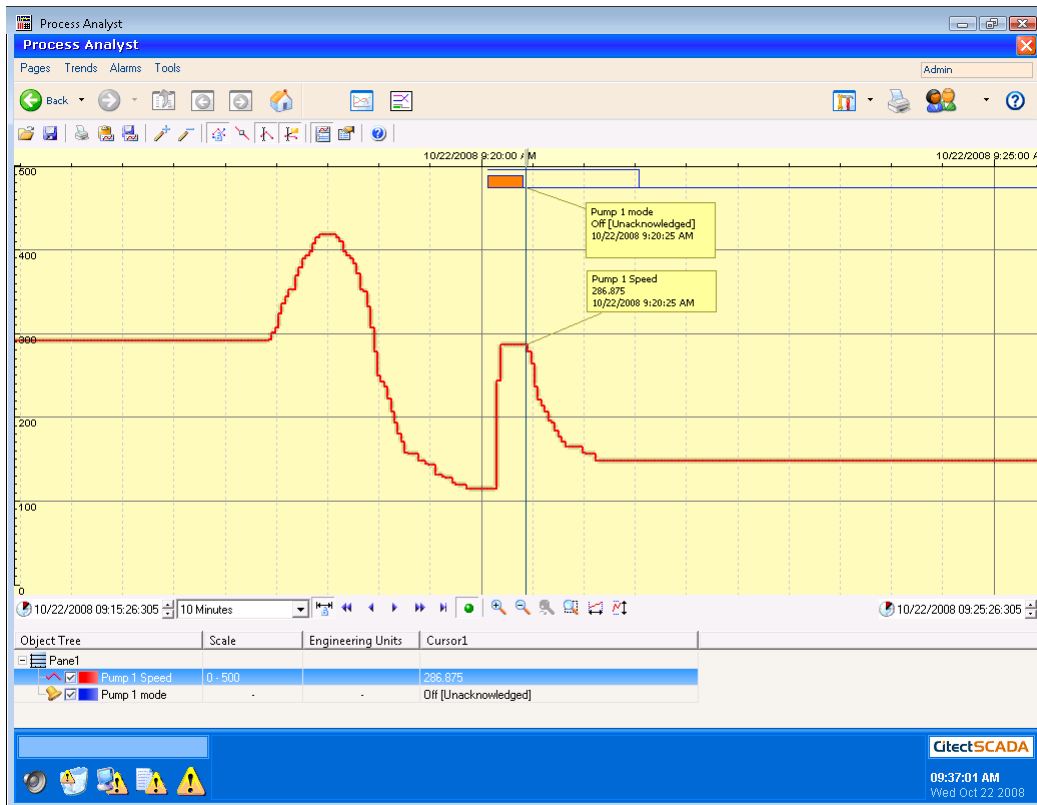 Process Analyst
Process Analyst
Pages Trends Alarms Tools
Admin
Back
10/22/2008 9:20:00 AM
10/22/2008 9:25:00
500
Pump 1 mode
Off [Unacknowledged]
10/22/2008 9:20:25 AM
400
Pump 1 Speed
286.875
10/22/2008 9:20:25 AM
300
200
100
0
10/22/2008 09:15:26:305
10 Minutes
10/22/2008 09:25:26:305
Object Tree Scale Engineering Units Cursor1
Pane1
Pump 1 Speed 0 - 500 286.875
Pump 1 mode - - Off [Unacknowledged]
CitectSCADA
09:37:01 AM
Wed Oct 22 2008